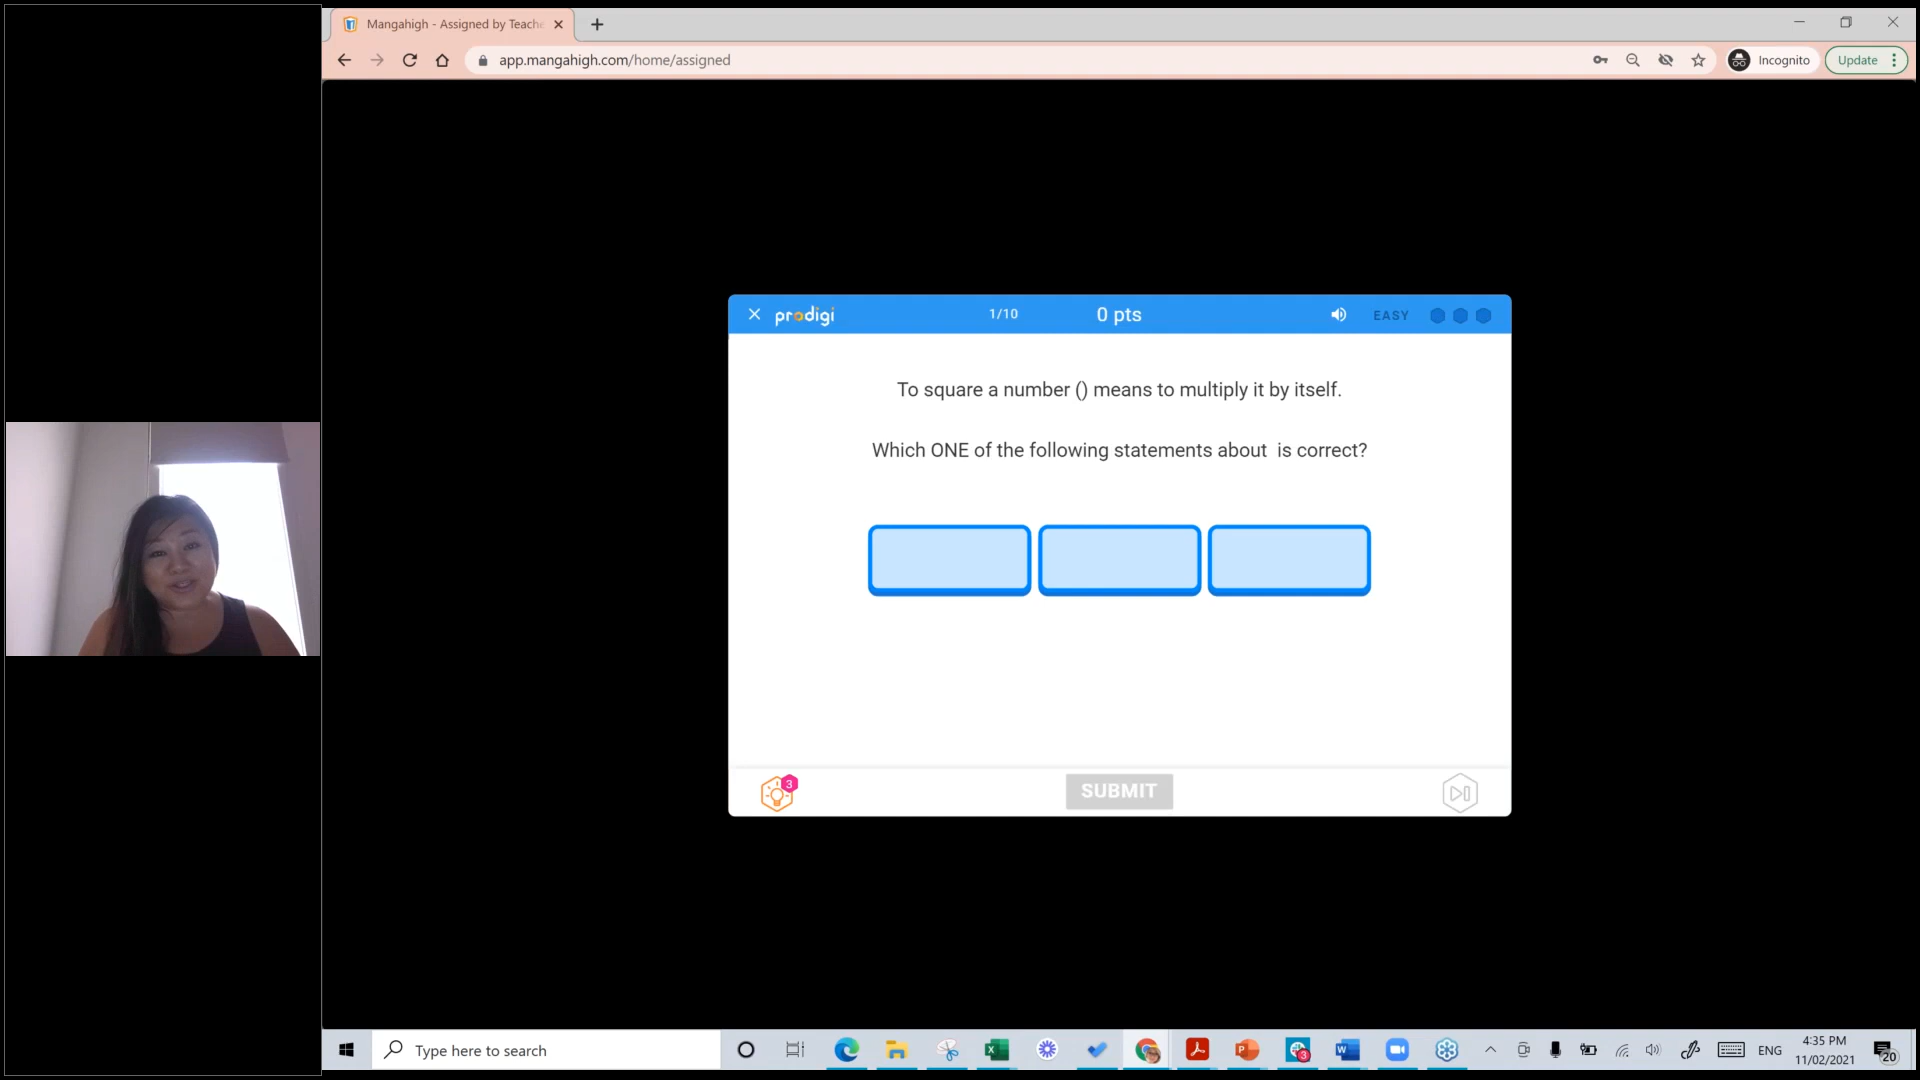 Mangahigh - Assigned by Teache
app.mangahigh.com/home/assigned
Incognito
Update
prodigi
1/10
0 pts
EASY
To square a number () means to multiply it by itself.
Which ONE of the following statements about is correct?
3
SUBMIT
Type here to search
3
ENG
4:35 PM
11/02/2021
20